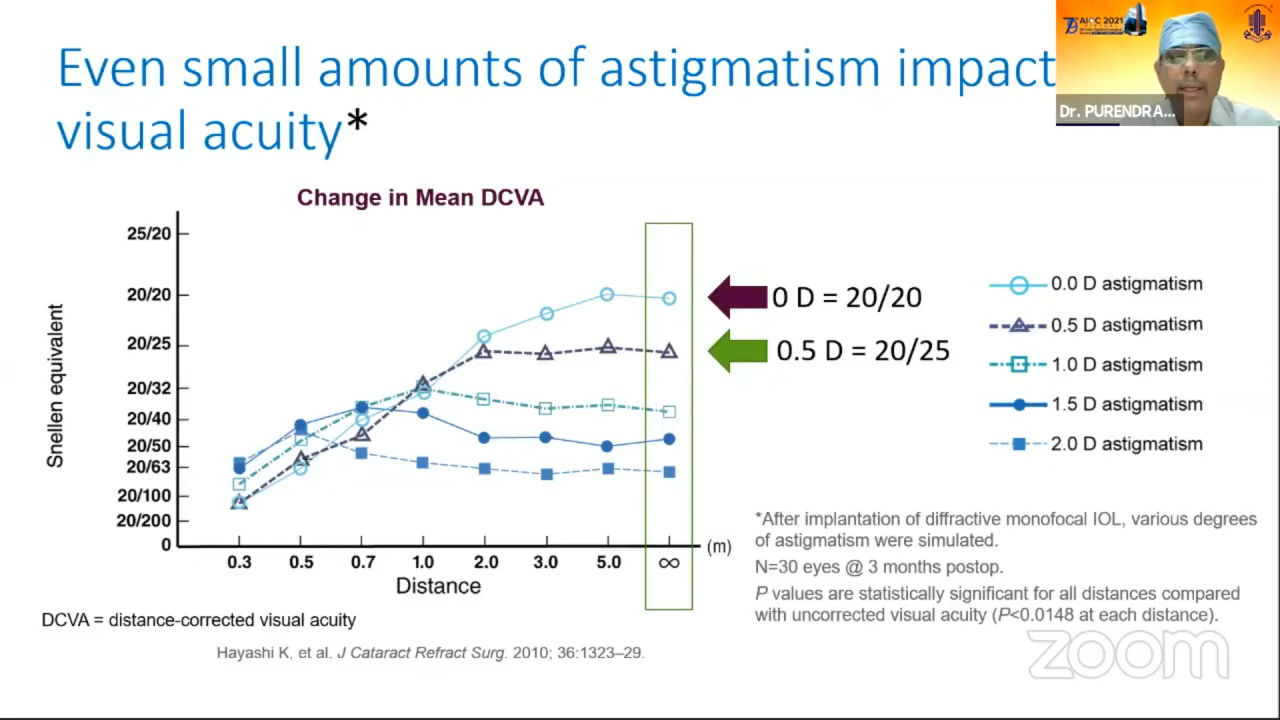 Even small amounts of astigmatism impact
visual acuity*
AIOC 2021
Dr. PURENDRA...
Change in Mean DCVA
Snellen equivalent
25/20
20/20
20/25
20/32
20/40
20/50
20/63
20/100
20/200
0
0.3 0.5 0.7 1.0 2.0 3.0 5.0 ∞ (m)
Distance
0 D = 20/20
0.5 D = 20/25
0.0 D astigmatism
0.5 D astigmatism
1.0 D astigmatism
1.5 D astigmatism
2.0 D astigmatism
*After implantation of diffractive monofocal IOL, various degrees
of astigmatism were simulated.
N=30 eyes @ 3 months postop.
P values are statistically significant for all distances compared
with uncorrected visual acuity (P<0.0148 at each distance).
DCVA = distance-corrected visual acuity
Hayashi K, et al. J Cataract Refract Surg. 2010; 36:1323–29.
zoom